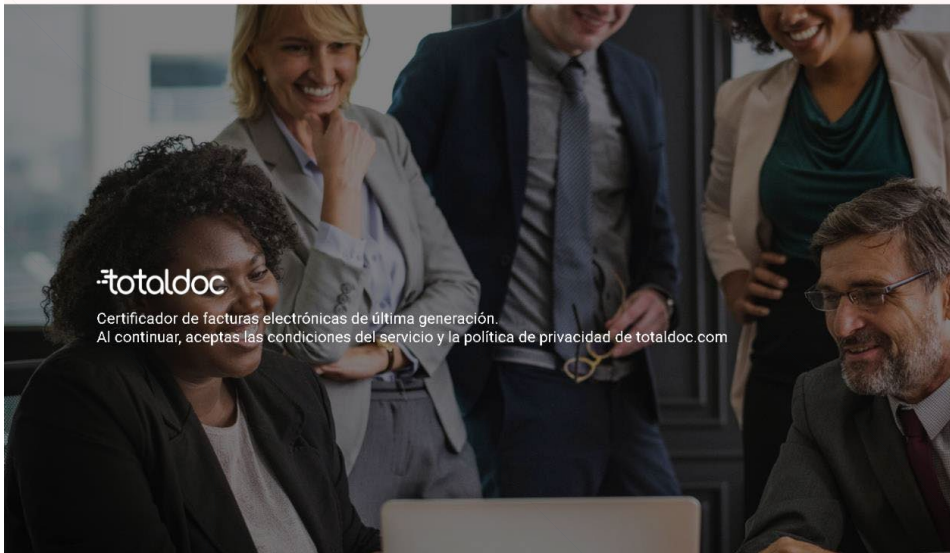 totaldoc
Certificador de facturas electrónicas de última generación.
Al continuar, aceptas las condiciones del servicio y la política de privacidad de totaldoc.com